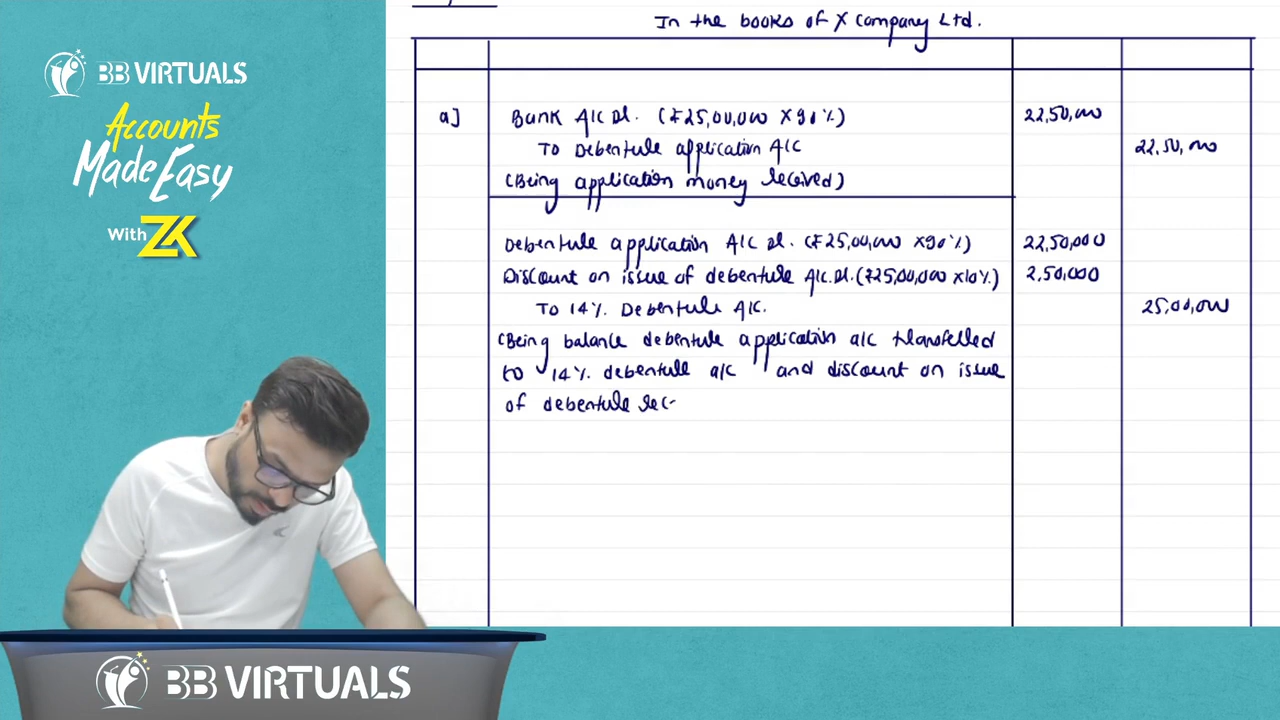 BB VIRTUALS
Accounts
Made Easy
With ZK
In the books of X Company Ltd.
a] Bank A/C Dr. (₹25,00,000 X 90%) 22,50,000
To Debenture application A/C 22,50,000
(Being application money received)
Debenture application A/C Dr. (₹25,00,000 X90%) 22,50,000
Discount on issue of debenture A/C.Dr.(₹25,00,000 X10%) 2,50,000
To 14% Debenture A/C. 25,00,000
(Being balance debenture application a/c transferred
to 14% debenture a/c and discount on issue
of debenture rec
BB VIRTUALS